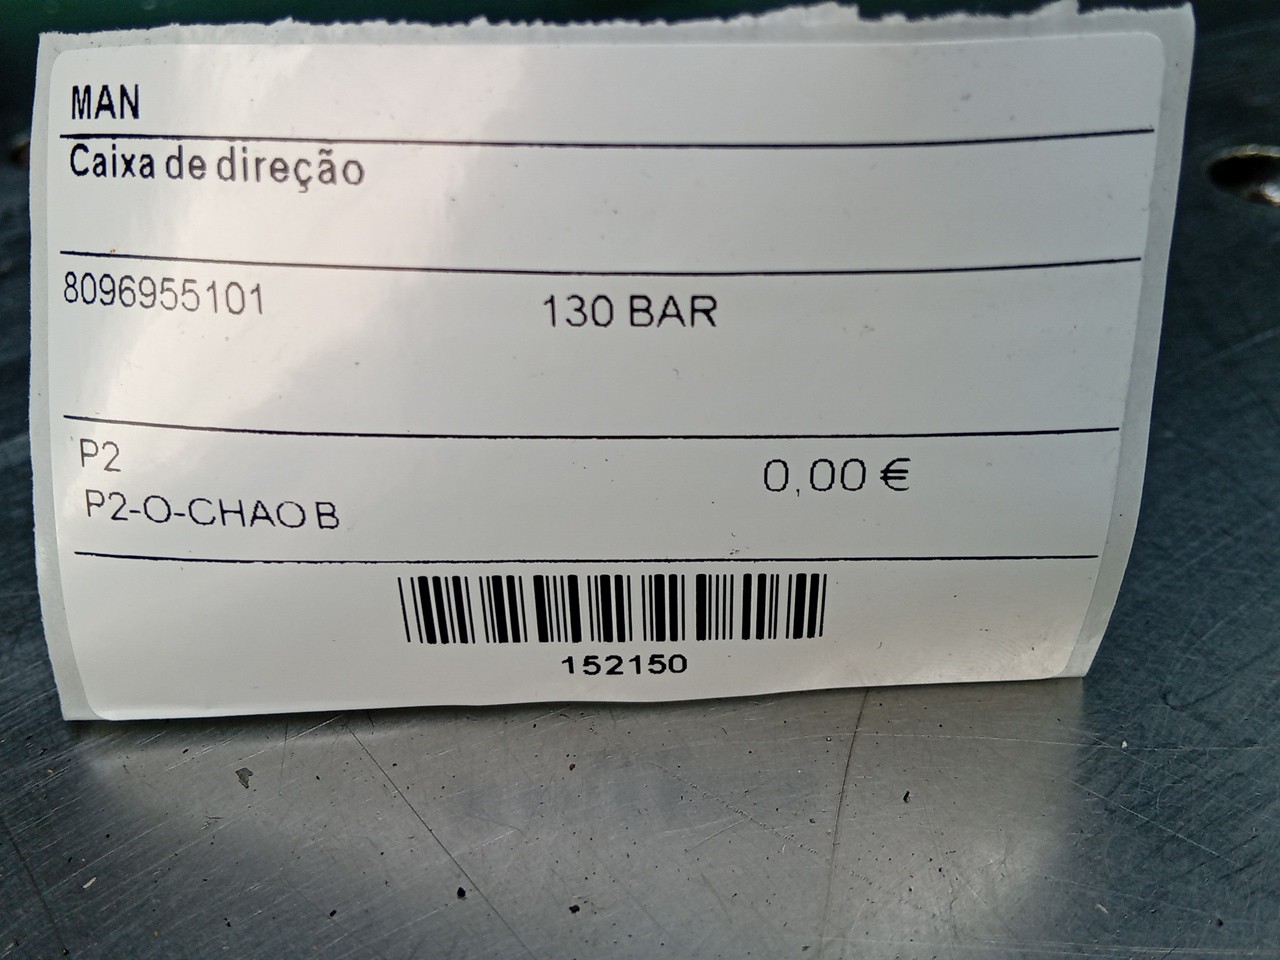 MAN
Caixa de direção
8096955101 130 BAR
P2
0,00 €
P2-O-CHAO B
152150